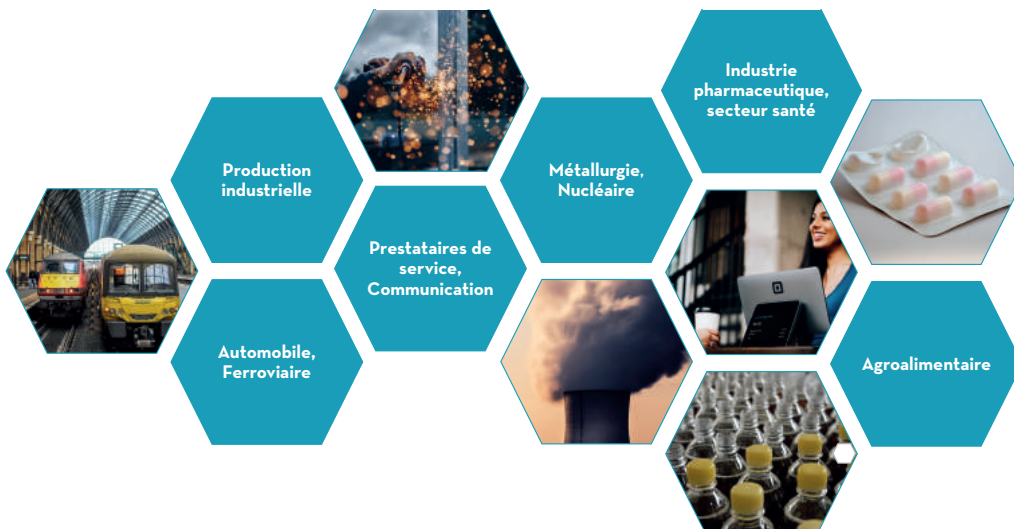 Industrie
pharmaceutique,
secteur santé
Production
industrielle
Métallurgie,
Nucléaire
Prestataires de
service,
Communication
Automobile,
Ferroviaire
Agroalimentaire